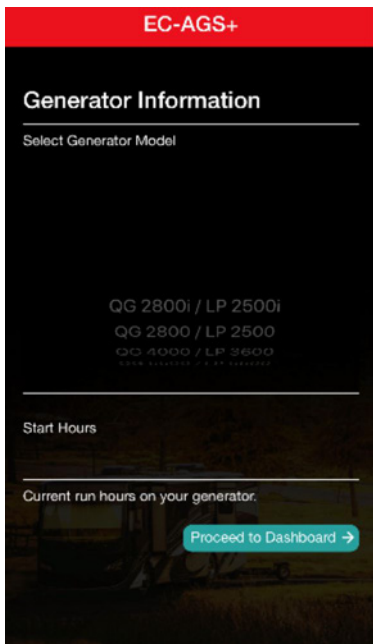 EC-AGS+
Generator Information
Select Generator Model
QG 2800i / LP 2500i
QG 2800 / LP 2500
QG 4000 / LP 3600
Start Hours
Current run hours on your generator.
Proceed to Dashboard →